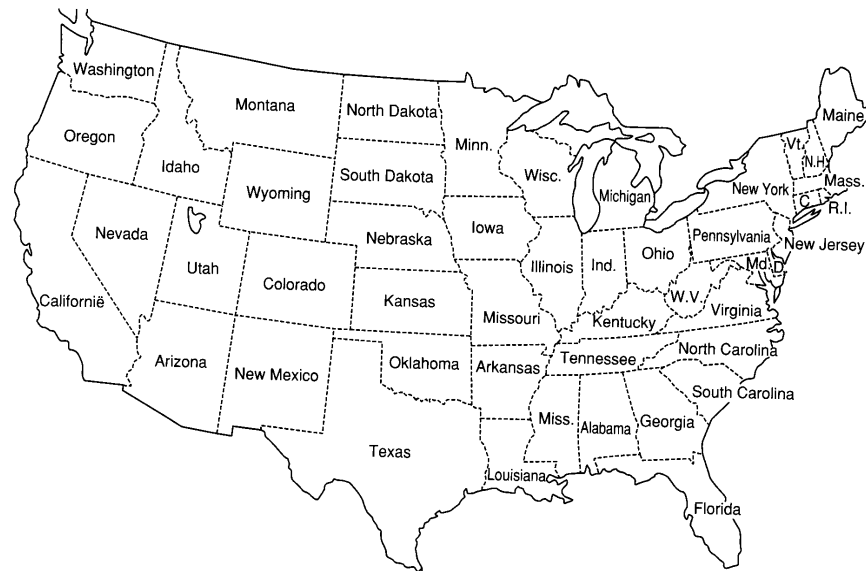 Washington
Montana
North Dakota
Minn.
Maine
Oregon
Idaho
Vt.
N.H.
Wisc.
South Dakota
Wyoming
Michigan
New York
Mass.
C.
R.I.
Nevada
Iowa
Nebraska
Pennsylvania
New Jersey
Ohio
Utah
Colorado
Illinois
Ind.
Md.
D.
Californië
Kansas
Missouri
W.V.
Virginia
Kentucky
Arizona
New Mexico
Oklahoma
Arkansas
Tennessee
North Carolina
South Carolina
Texas
Miss.
Alabama
Georgia
Louisiana
Florida